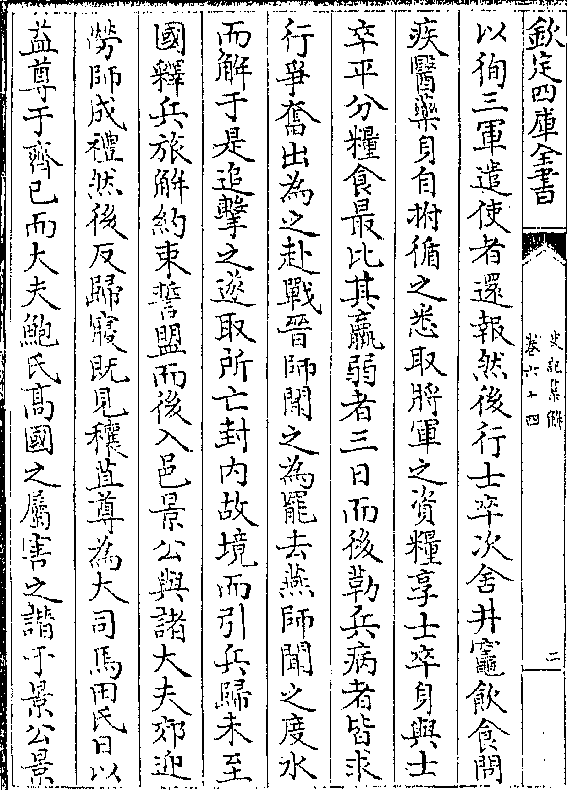 欽定四庫全書
史記集解
卷六十四
二
以徇三軍遣使者還報然後行士卒次舍井竈飲食問
疾醫藥身自拊循之悉取將軍之資糧享士卒身與士
卒平分糧食最比其羸弱者三日而後勒兵病者皆求
行爭奮出為之赴戰晉師聞之為罷去燕師聞之度水
而解于是追擊之遂取所亡封内故境而引兵歸未至
國釋兵旅解約束誓盟而後入邑景公與諸大夫郊迎
勞師成禮然後反歸寢既見穰苴尊為大司馬田氏日以
益尊于齊已而大夫鮑氏髙國之屬害之譖于景公景